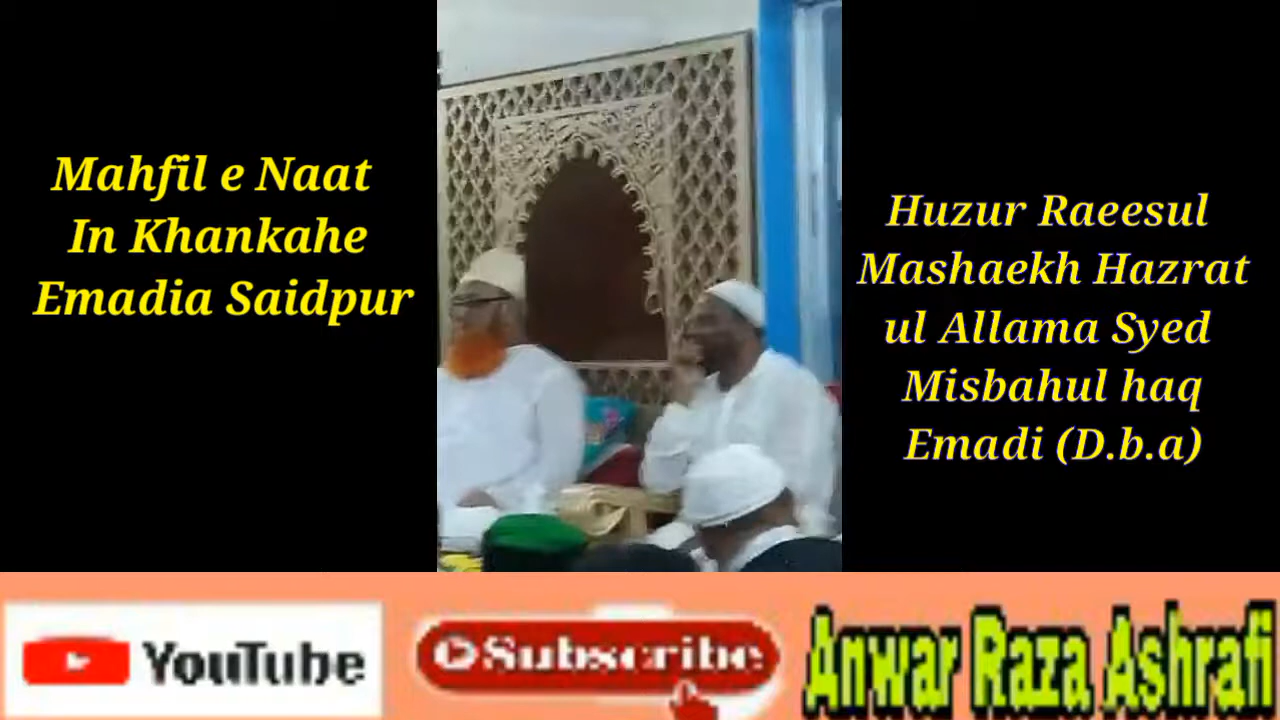 Mahfil e Naat
In Khankahe
Emadia Saidpur
Huzur Raeesul
Mashaekh Hazrat
ul Allama Syed
Misbahul haq
Emadi (D.b.a)
YouTube
Subscribe
Anwar Raza Ashrafi